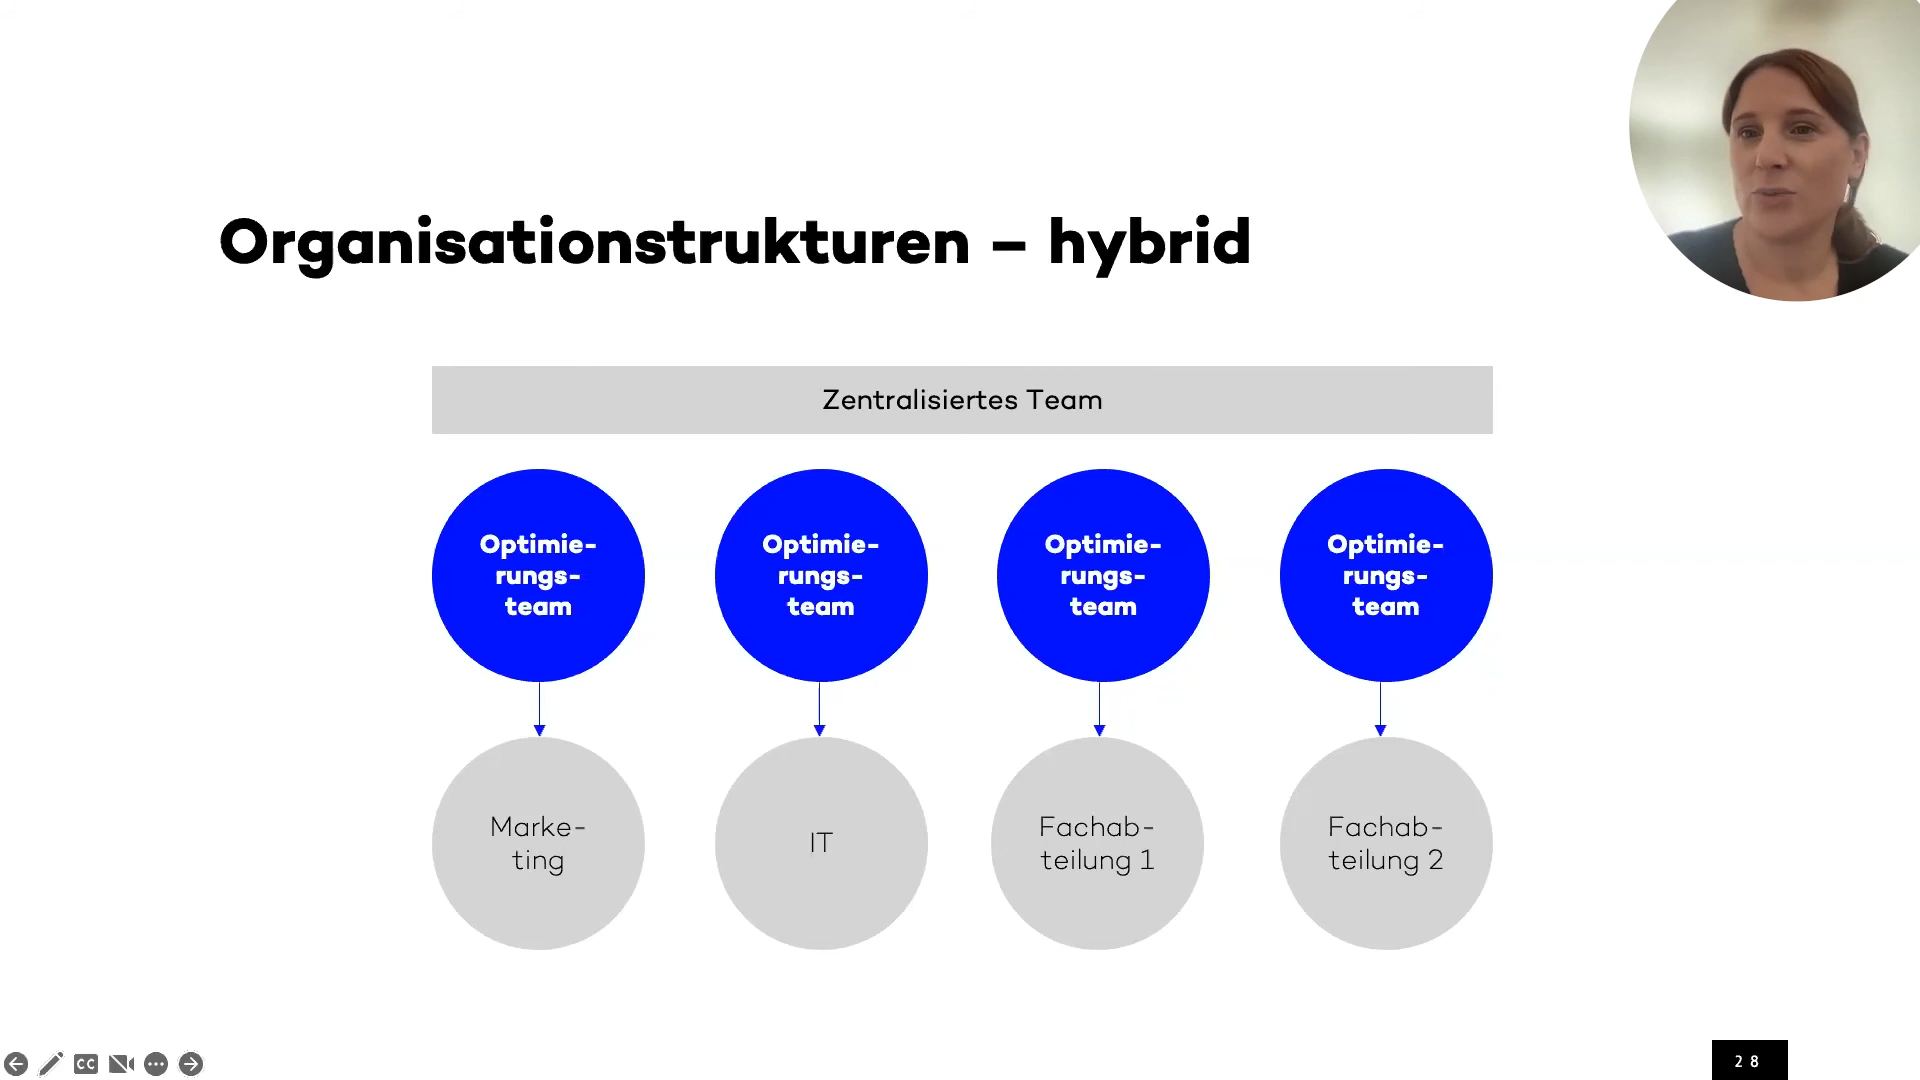 Organisationstrukturen – hybrid
Zentralisiertes Team
Optimie-
rungs-
team
Optimie-
rungs-
team
Optimie-
rungs-
team
Optimie-
rungs-
team
Marke-
ting
IT
Fachab-
teilung 1
Fachab-
teilung 2
CC
28